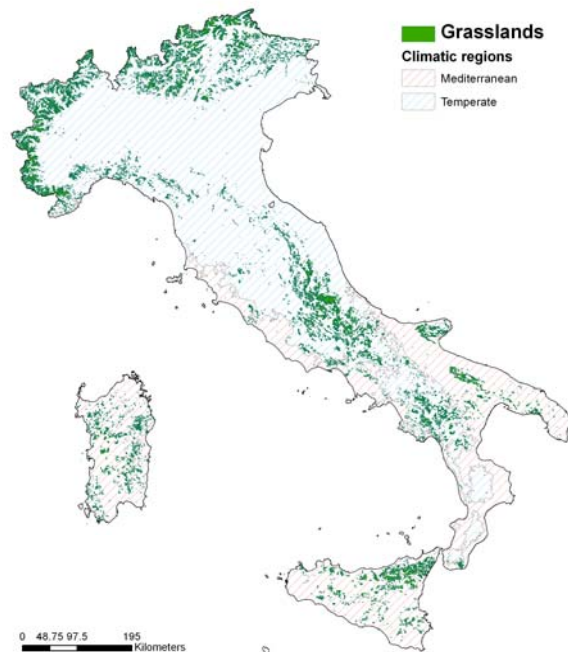 Grasslands
Climatic regions
Mediterranean
Temperate
0 48.75 97.5 195
Kilometers